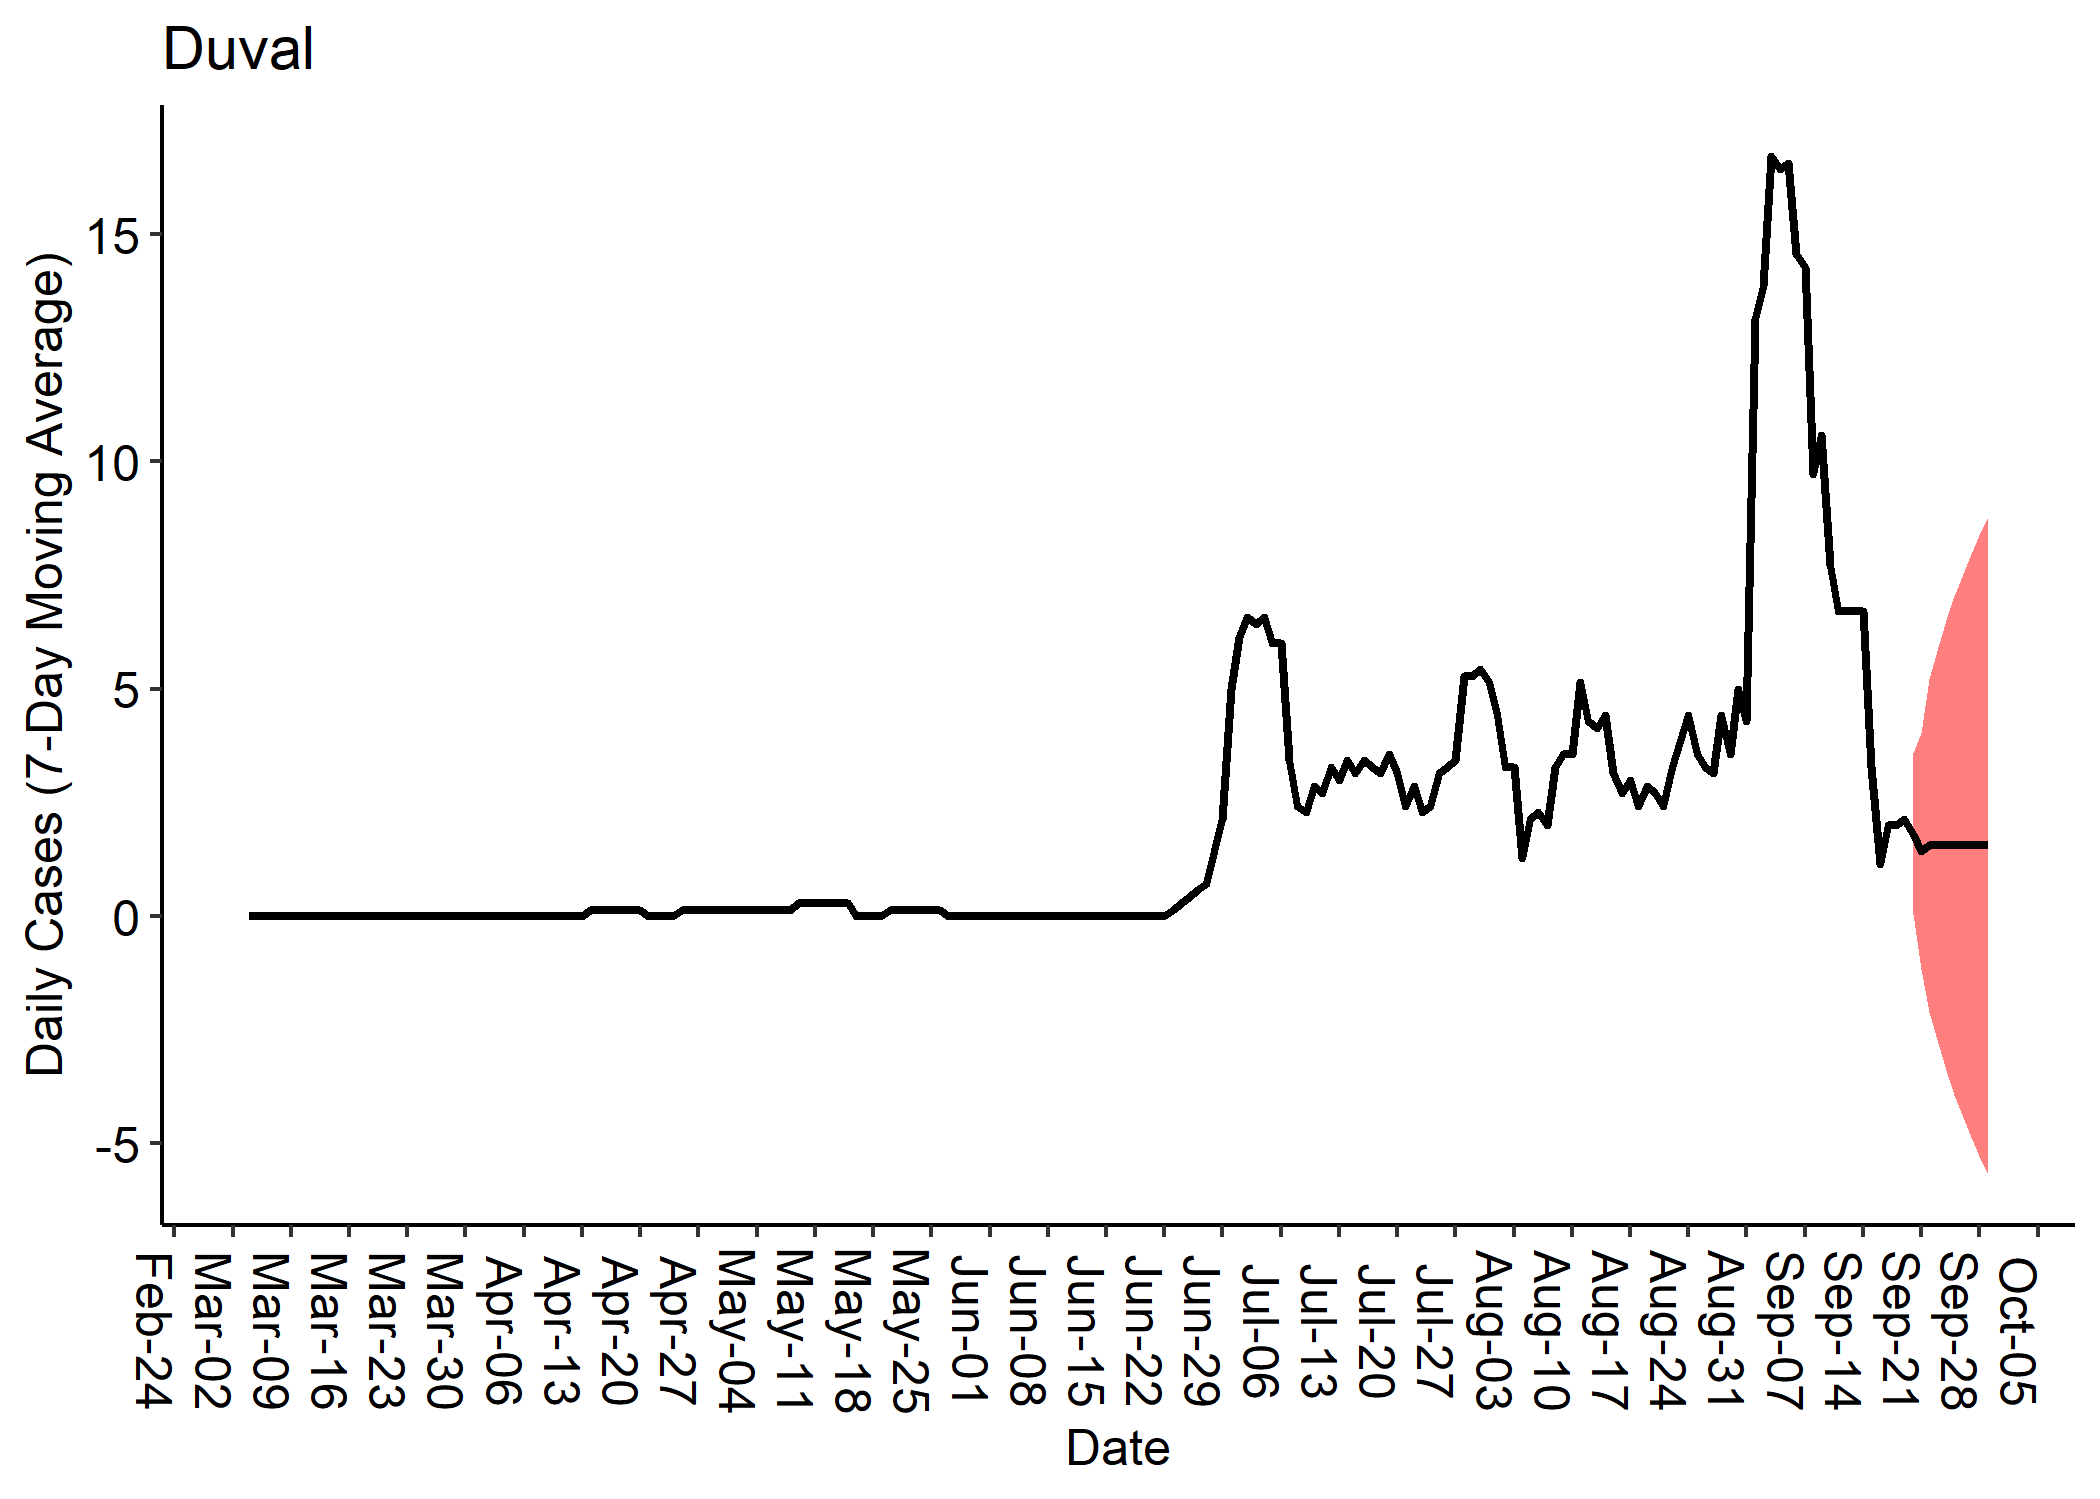 Duval
Daily Cases (7-Day Moving Average)
15
10
5
0
-5
Feb-24
Mar-02
Mar-09
Mar-16
Mar-23
Mar-30
Apr-06
Apr-13
Apr-20
Apr-27
May-04
May-11
May-18
May-25
Jun-01
Jun-08
Jun-15
Jun-22
Jun-29
Jul-06
Jul-13
Jul-20
Jul-27
Aug-03
Aug-10
Aug-17
Aug-24
Aug-31
Sep-07
Sep-14
Sep-21
Sep-28
Oct-05
Date